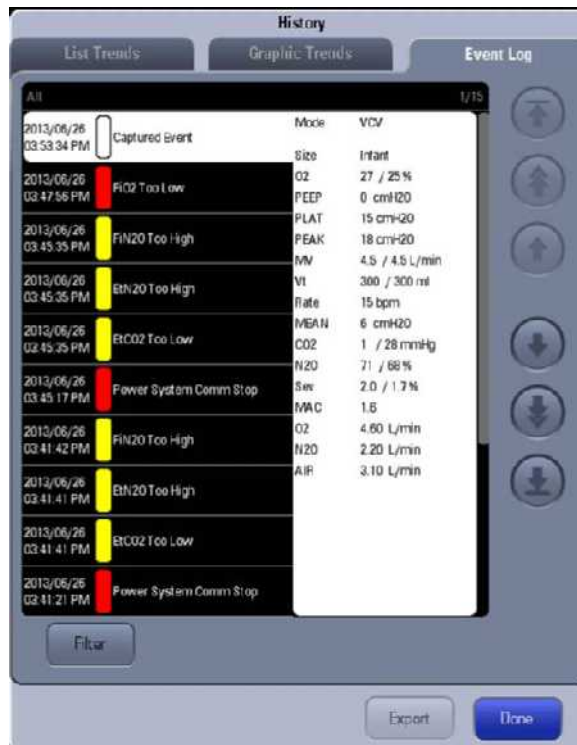 History
List Trends
Graphic Trends
Event Log
All
1/15
2013/06/26
03:53:34 PM
Captured Event
2013/06/26
03:47:56 PM
FiO2 Too Low
2013/06/26
03:45:35 PM
FiN2O Too High
2013/06/26
03:45:35 PM
EtN2O Too High
2013/06/26
03:45:35 PM
EtCO2 Too Low
2013/06/26
03:45:17 PM
Power System Comm Stop
2013/06/26
03:41:42 PM
FiN2O Too High
2013/06/26
03:41:41 PM
EtN2O Too High
2013/06/26
03:41:41 PM
EtCO2 Too Low
2013/06/26
03:41:21 PM
Power System Comm Stop
Mode VCV
Size Infant
O2 27 / 25 %
PEEP 0 cmH2O
PLAT 15 cmH2O
PEAK 18 cmH2O
MV 4.5 / 4.5 L/min
Vt 300 / 300 ml
Rate 15 bpm
MEAN 6 cmH2O
CO2 1 / 28 mmHg
N2O 71 / 68 %
Sev 2.0 / 1.7 %
MAC 1.6
O2 4.60 L/min
N2O 2.20 L/min
AIR 3.10 L/min
Filter
Export
Done